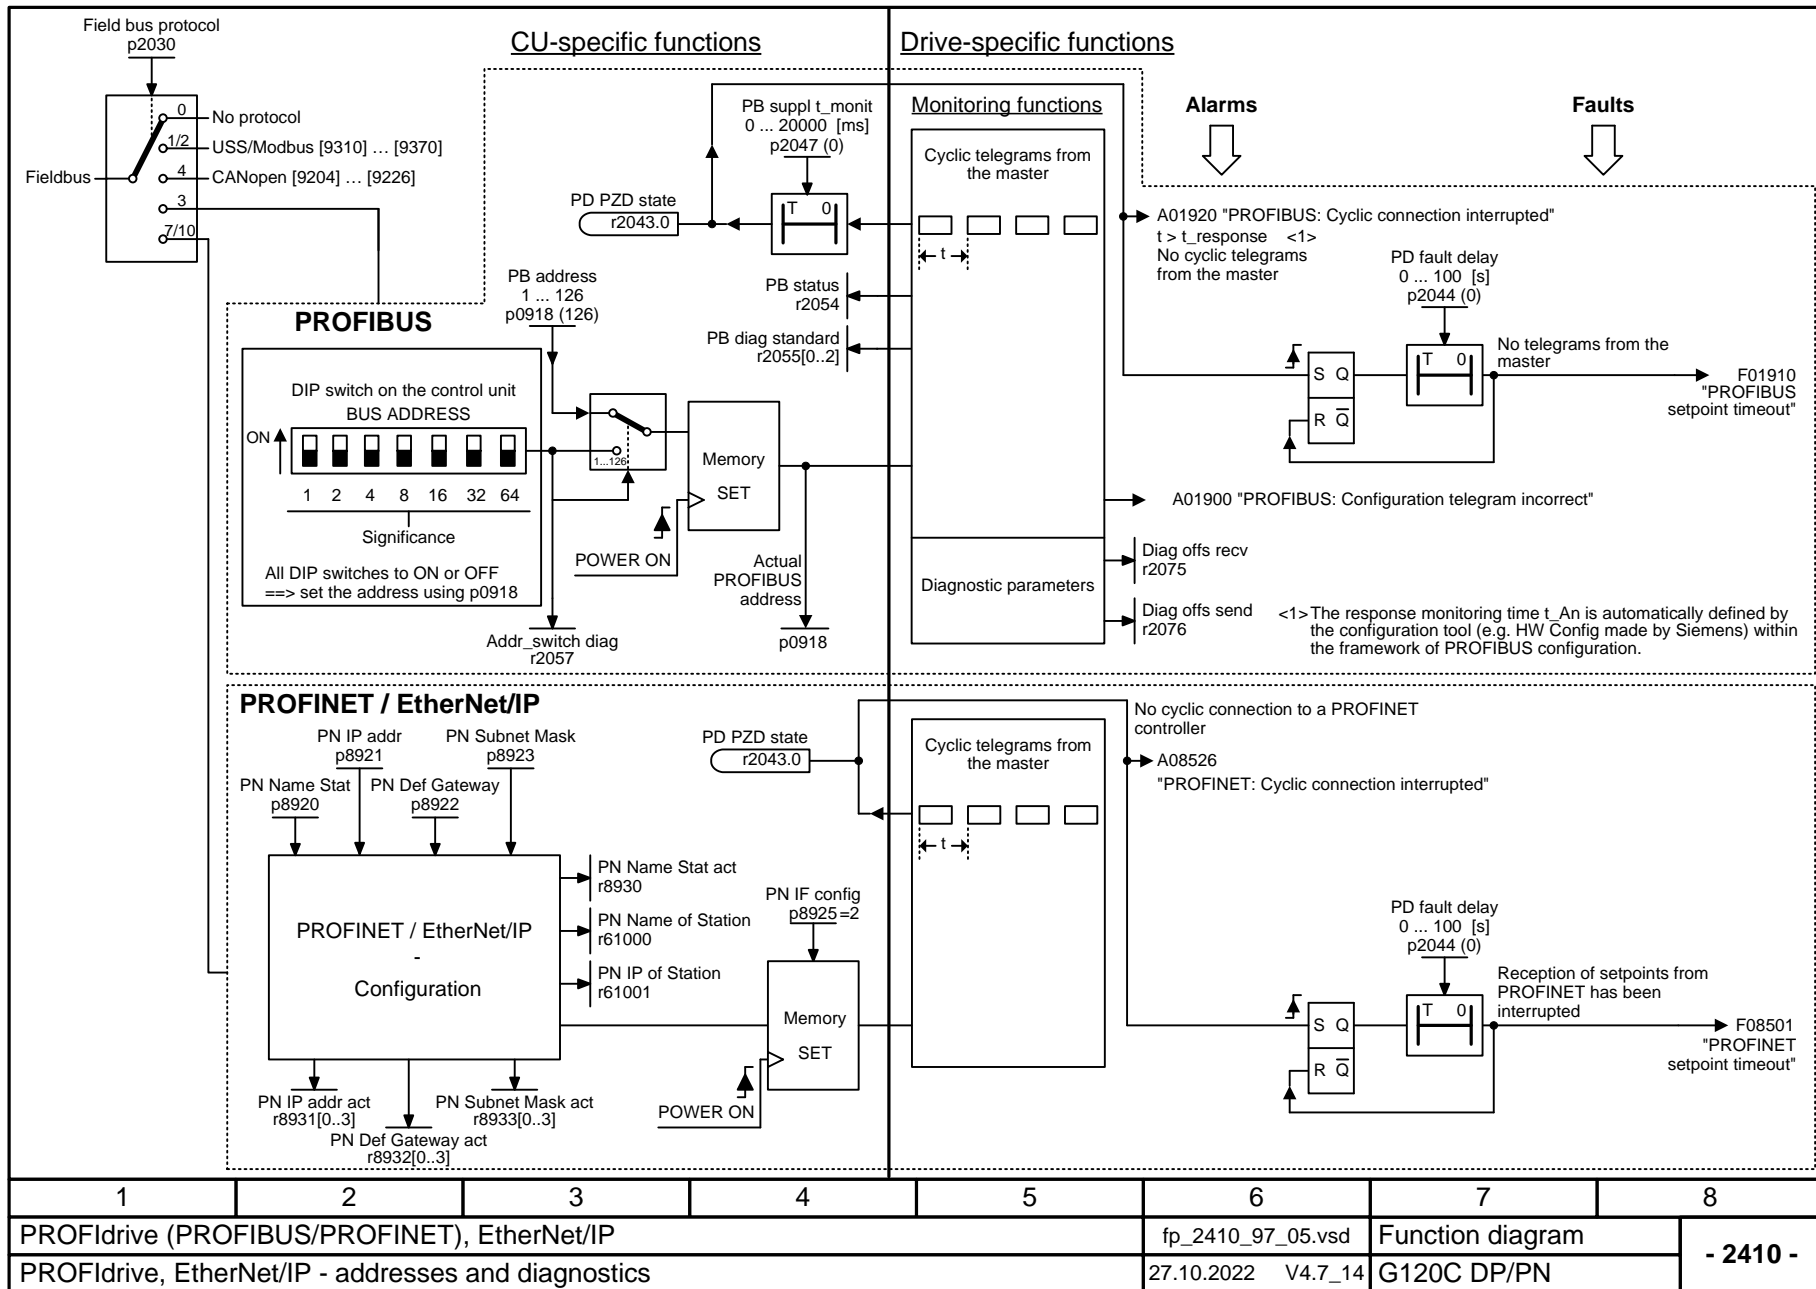 Field bus protocol
p2030
CU-specific functions
Drive-specific functions
0
No protocol
1/2
USS/Modbus [9310] … [9370]
Fieldbus
4
CANopen [9204] … [9226]
3
7/10
PB suppl t_monit
0 ... 20000 [ms]
p2047 (0)
T 0
PD PZD state
r2043.0
Monitoring functions
Cyclic telegrams from
the master
t
Alarms
Faults
A01920 "PROFIBUS: Cyclic connection interrupted"
t > t_response <1>
No cyclic telegrams
from the master
PD fault delay
0 ... 100 [s]
p2044 (0)
PB address
1 ... 126
p0918 (126)
PB status
r2054
PB diag standard
r2055[0..2]
PROFIBUS
DIP switch on the control unit
BUS ADDRESS
ON
1 2 4 8 16 32 64
Significance
All DIP switches to ON or OFF
==> set the address using p0918
1...126
Memory
SET
POWER ON
Actual
PROFIBUS
address
p0918
Addr_switch diag
r2057
S Q
R Q
T 0
No telegrams from the
master
F01910
"PROFIBUS
setpoint timeout"
A01900 "PROFIBUS: Configuration telegram incorrect"
Diagnostic parameters
Diag offs recv
r2075
Diag offs send
r2076
<1> The response monitoring time t_An is automatically defined by
the configuration tool (e.g. HW Config made by Siemens) within
the framework of PROFIBUS configuration.
PROFINET / EtherNet/IP
PN IP addr
p8921
PN Subnet Mask
p8923
PN Name Stat
p8920
PN Def Gateway
p8922
PROFINET / EtherNet/IP
-
Configuration
PN Name Stat act
r8930
PN Name of Station
r61000
PN IP of Station
r61001
PN IP addr act
r8931[0..3]
PN Subnet Mask act
r8933[0..3]
PN Def Gateway act
r8932[0..3]
PD PZD state
r2043.0
PN IF config
p8925=2
Memory
SET
POWER ON
Cyclic telegrams from
the master
t
No cyclic connection to a PROFINET
controller
A08526
"PROFINET: Cyclic connection interrupted"
PD fault delay
0 ... 100 [s]
p2044 (0)
S Q
R Q
T 0
Reception of setpoints from
PROFINET has been
interrupted
F08501
"PROFINET
setpoint timeout"
1 2 3 4 5 6 7 8
PROFIdrive (PROFIBUS/PROFINET), EtherNet/IP
fp_2410_97_05.vsd
Function diagram
- 2410 -
PROFIdrive, EtherNet/IP - addresses and diagnostics
27.10.2022 V4.7_14
G120C DP/PN